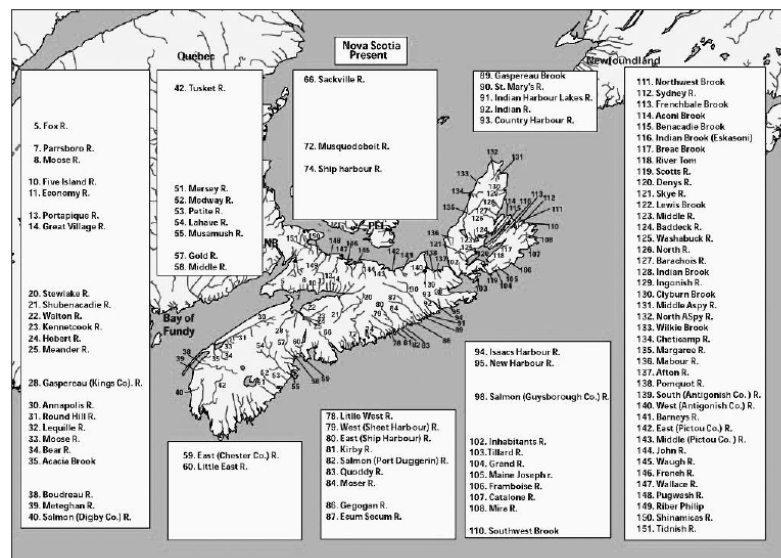 Québec
Nova Scotia
Present
Newfoundland
5. Fox R.
7. Parrsboro R.
8. Moose R.
10. Five Island R.
11. Economy R.
13. Portapique R.
14. Great Village R.
20. Stewiake R.
21. Shubenacadie R.
22. Walton R.
23. Kennetcook R.
24. Hebert R.
25. Meander R.
28. Gaspereau (Kings Co). R.
30. Annapolis R.
31. Round Hill R.
32. Lequille R.
33. Moose R.
34. Bear R.
35. Acacia Brook
38. Boudreau R.
39. Meteghan R.
40. Salmon (Digby Co.) R.
42. Tusket R.
51. Mersey R.
52. Medway R.
53. Petite R.
54. Lahave R.
55. Musamush R.
57. Gold R.
58. Middle R.
66. Sackville R.
72. Musquodoboit R.
74. Ship harbour R.
89. Gaspereau Brook
90. St. Mary's R.
91. Indian Harbour Lakes R.
92. Indian R.
93. Country Harbour R.
111. Northwest Brook
112. Sydney R.
113. Frenchbale Brook
114. Aconi Brook
115. Benacadie Brook
116. Indian Brook (Eskasoni)
117. Breac Brook
118. River Tom
119. Scotts R.
120. Denys R.
121. Skye R.
122. Lewis Brook
123. Middle R.
124. Baddeck R.
125. Washabuck R.
126. North R.
127. Barachois R.
128. Indian Brook
129. Ingonish R.
130. Clyburn Brook
131. Middle Aspy R.
132. North ASpy R.
133. Wilkie Brook
134. Cheticamp R.
135. Margaree R.
136. Mabour R.
137. Afton R.
138. Pomquot R.
139. South (Antigonish Co.) R.
140. West (Antigonish Co.) R.
141. Barneys R.
142. East (Pictou Co.) R.
143. Middle (Pictou Co.) R.
144. John R.
145. Waugh R.
146. French R.
147. Wallace R.
148. Pugwash R.
149. Riber Philip
150. Shinamicas R.
151. Tidnish R.
NB
PEI
Bay of
Fundy
59. East (Chester Co.) R.
60. Little East R.
78. Little West R.
79. West (Sheet Harbour) R.
80. East (Ship Harbour) R.
81. Kirby R.
82. Salmon (Port Duggerin) R.
83. Quoddy R.
84. Moser R.
86. Gegogan R.
87. Ecum Secum R.
94. Isaacs Harbour R.
95. New Harbour R.
98. Salmon (Guysborough Co.) R.
102. Inhabitants R.
103. Tillard R.
104. Grand R.
105. Maine Joseph r.
106. Framboise R.
107. Catalone R.
108. Mira R.
110. Southwest Brook